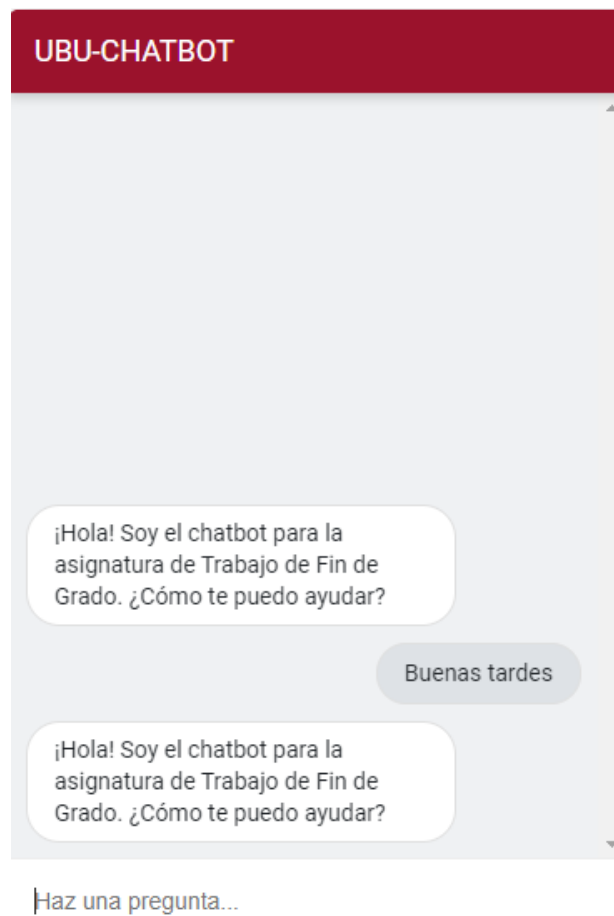 UBU-CHATBOT
¡Hola! Soy el chatbot para la
asignatura de Trabajo de Fin de
Grado. ¿Cómo te puedo ayudar?
Buenas tardes
¡Hola! Soy el chatbot para la
asignatura de Trabajo de Fin de
Grado. ¿Cómo te puedo ayudar?
Haz una pregunta...